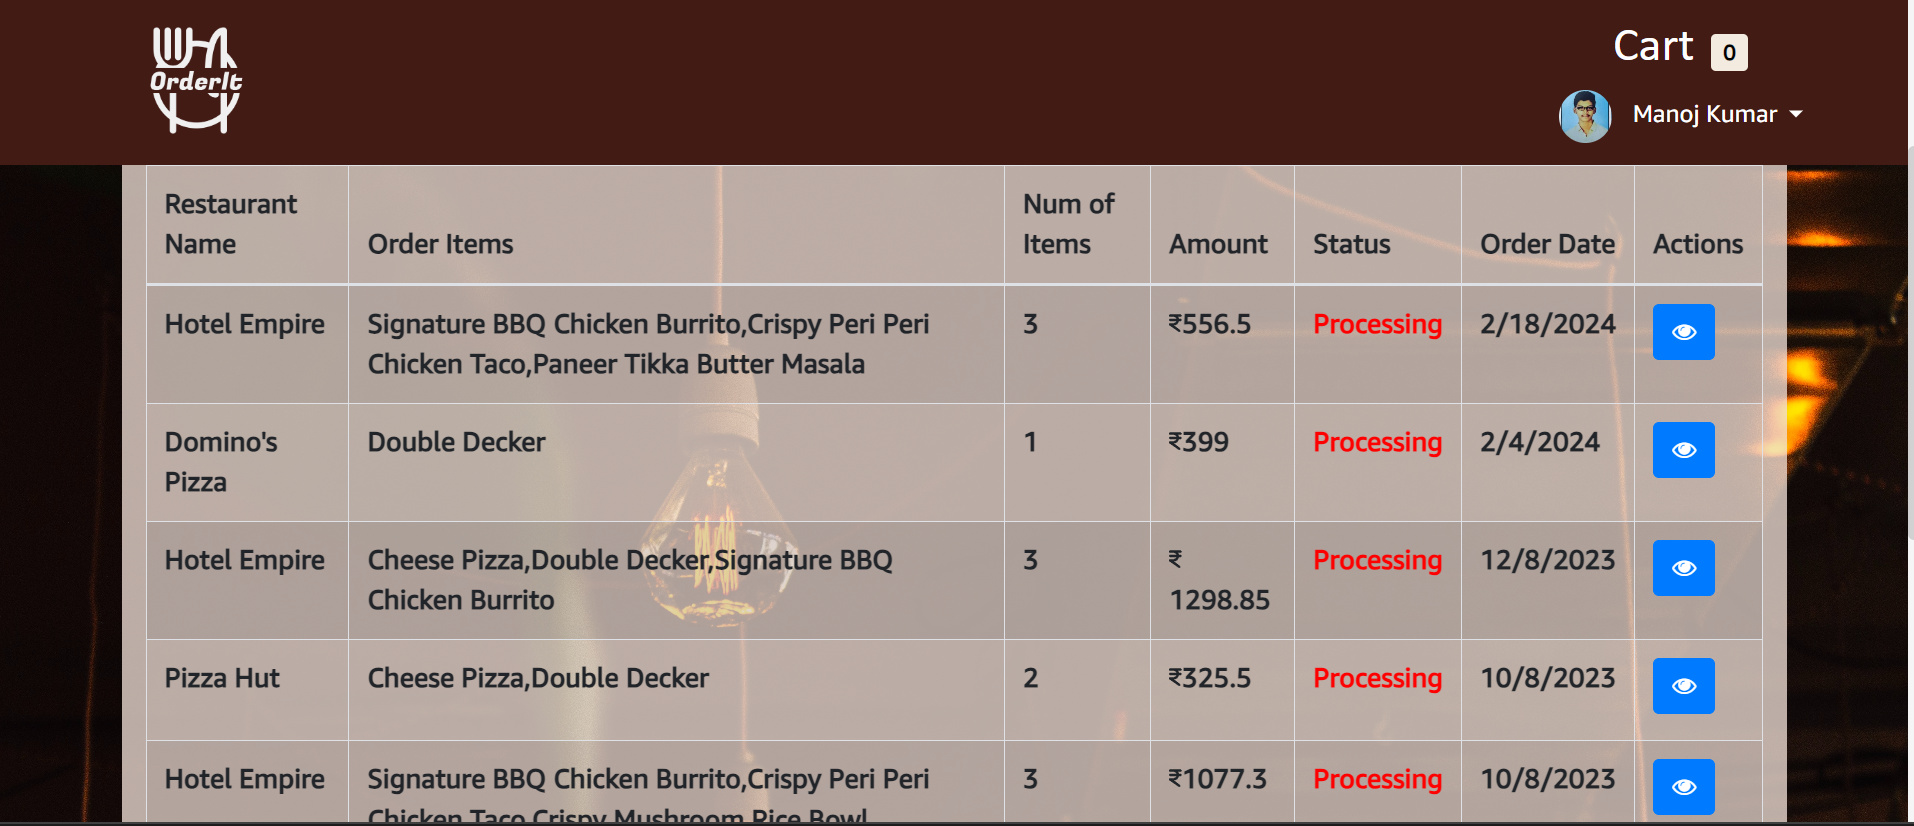 OrderIt
Cart 0
Manoj Kumar
Restaurant
Name
Order Items
Num of
Items
Amount
Status
Order Date
Actions
Hotel Empire
Signature BBQ Chicken Burrito,Crispy Peri Peri
Chicken Taco,Paneer Tikka Butter Masala
3
₹556.5
Processing
2/18/2024
Domino's
Pizza
Double Decker
1
₹399
Processing
2/4/2024
Hotel Empire
Cheese Pizza,Double Decker,Signature BBQ
Chicken Burrito
3
₹
1298.85
Processing
12/8/2023
Pizza Hut
Cheese Pizza,Double Decker
2
₹325.5
Processing
10/8/2023
Hotel Empire
Signature BBQ Chicken Burrito,Crispy Peri Peri
Chicken Taco,Crispy Mushroom Rice Bowl
3
₹1077.3
Processing
10/8/2023